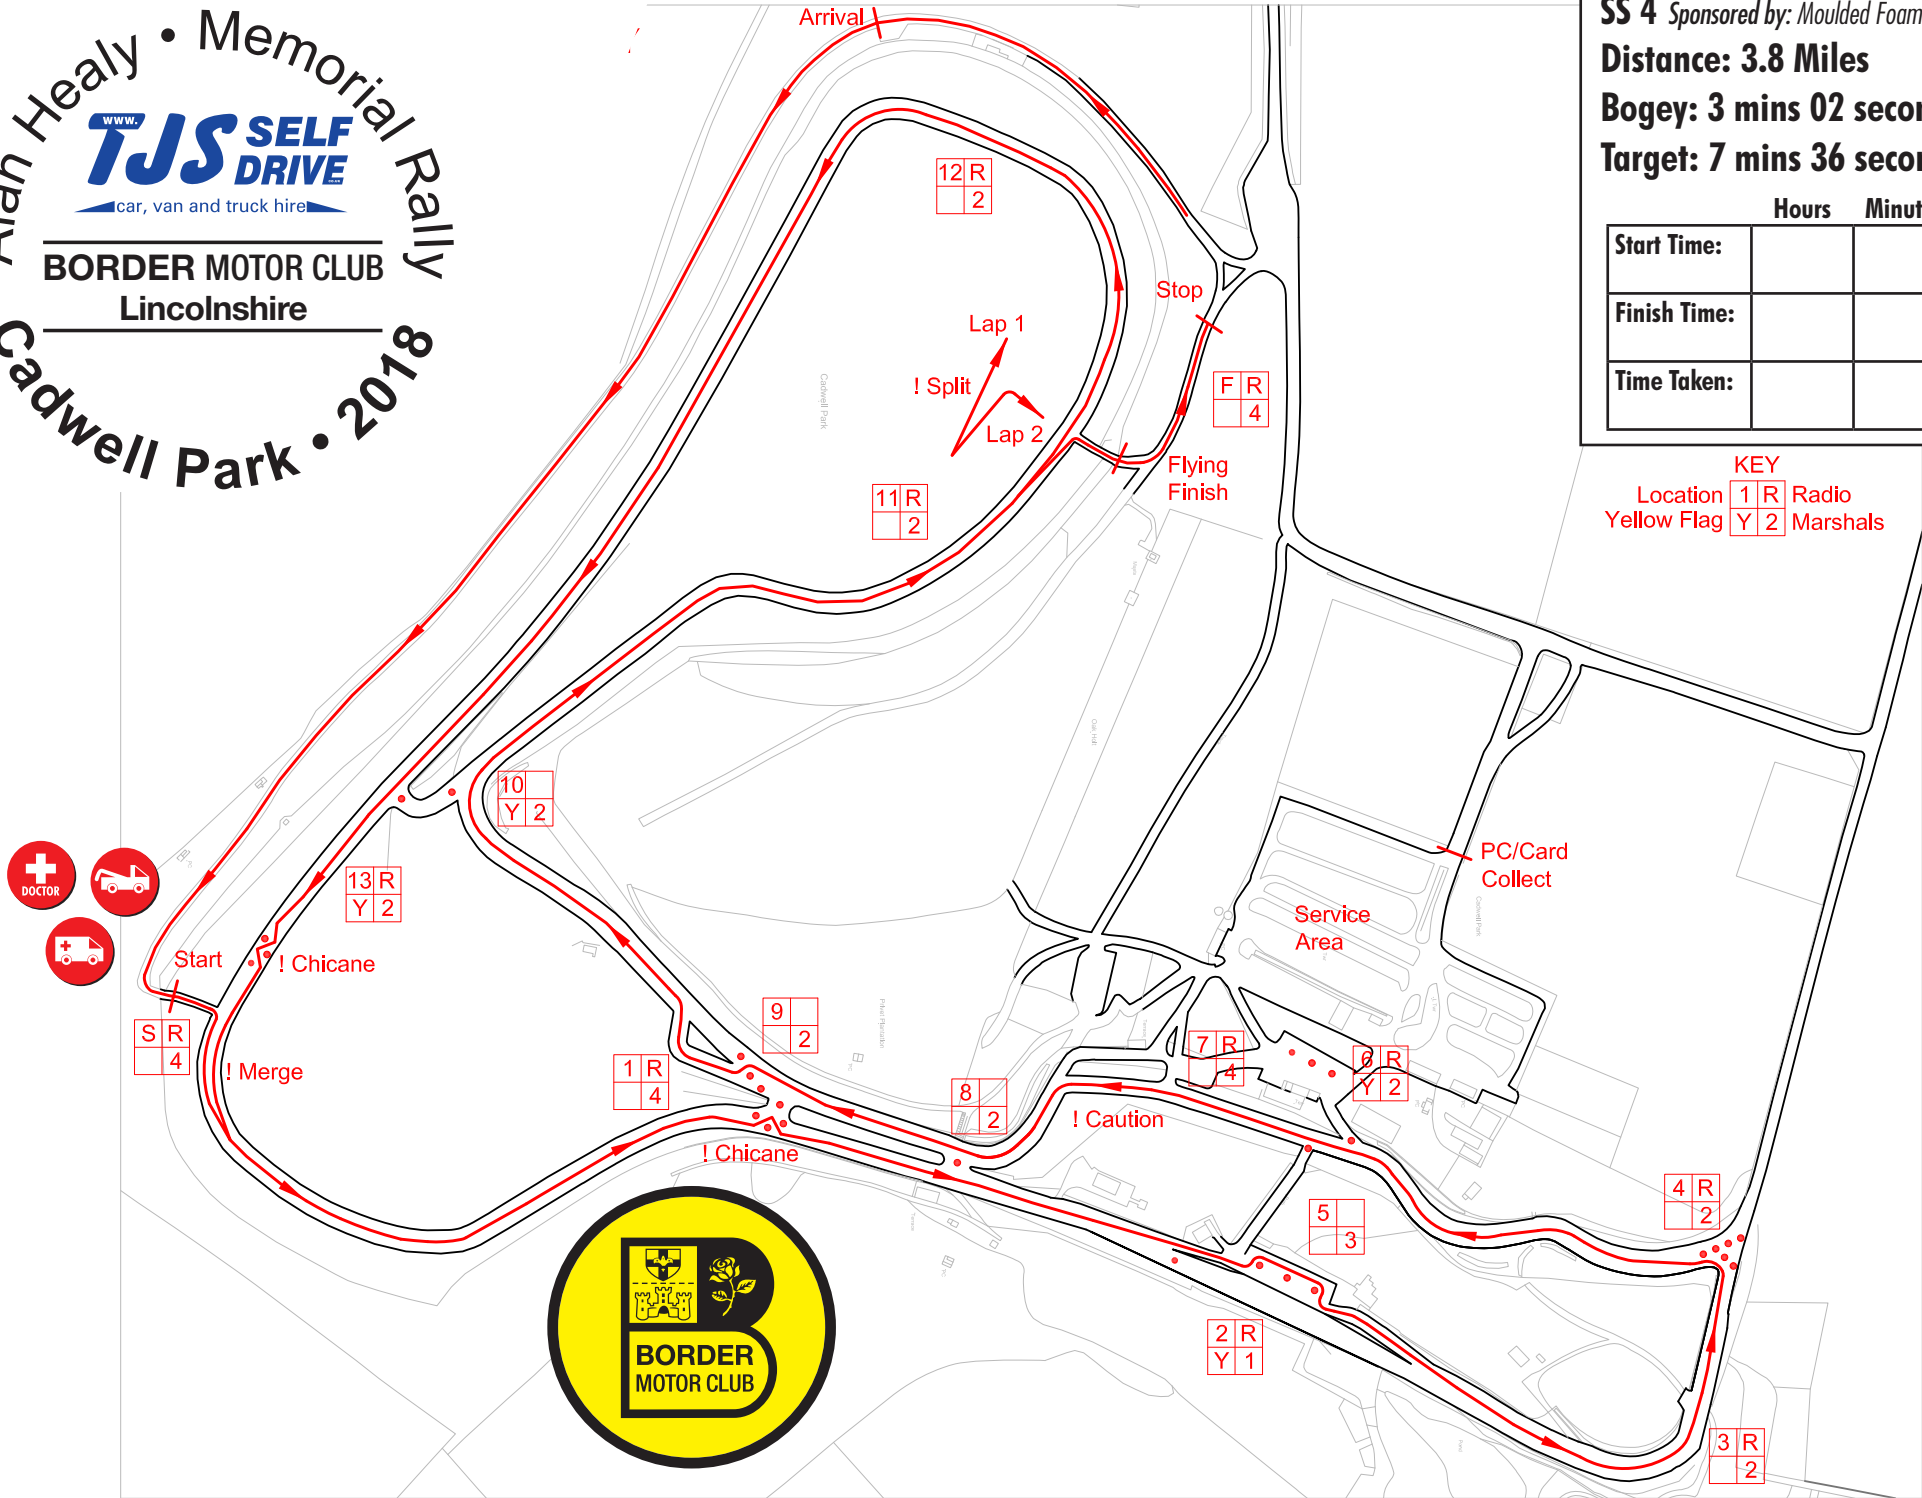 Alan Healy • Memorial Rally
www.
TJS SELF DRIVE
car, van and truck hire
BORDER MOTOR CLUB
Lincolnshire
Cadwell Park • 2018
SS 4 Sponsored by: Moulded Foam
Distance: 3.8 Miles
Bogey: 3 mins 02 secon
Target: 7 mins 36 secon
Hours Minut
Start Time:
Finish Time:
Time Taken:
KEY
Location 1 R Radio
Yellow Flag Y 2 Marshals
Arrival
12 R
2
Stop
Lap 1
! Split
Lap 2
F R
4
Flying
Finish
11 R
2
Cadwell Park
10
Y 2
PC/Card
Collect
Service
Area
Cadwell Park
13 R
Y 2
DOCTOR
Start
! Chicane
S R
4
! Merge
9
2
1 R
4
! Chicane
8
2
7 R
4
6 R
Y 2
! Caution
5
3
4 R
2
2 R
Y 1
3 R
2
BORDER
MOTOR CLUB